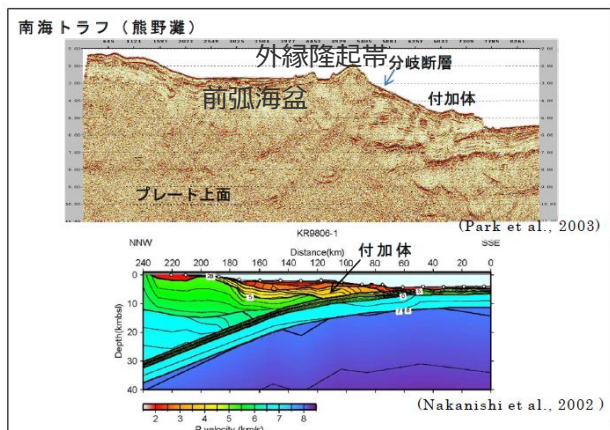 南海トラフ（熊野灘）
外縁隆起帯
分岐断層
前弧海盆
付加体
プレード上面
(Park et al., 2003)
KR9806-1
NNW
Distance(km)
SSE
240 220 200 180 160 140 120 100 80 60 40 20 0
付加体
0
10
20
30
40
Depth(kmbsl)
2 3 4 5 6 7 8
P velocity (km/s)
(Nakanishi et al., 2002 )